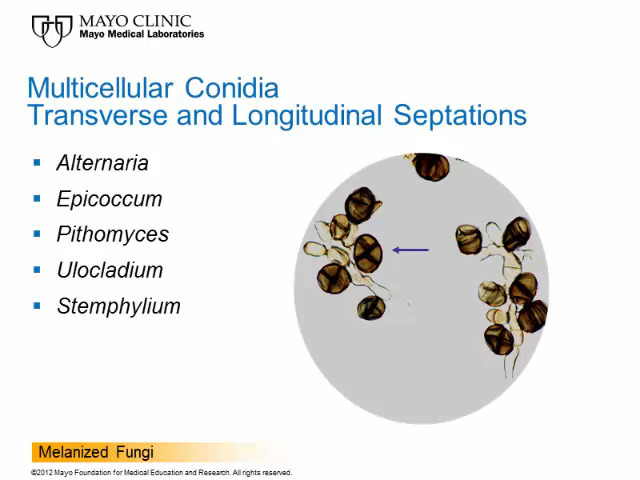 MAYO CLINIC
Mayo Medical Laboratories
Multicellular Conidia
Transverse and Longitudinal Septations
Alternaria
Epicoccum
Pithomyces
Ulocladium
Stemphylium
Melanized Fungi
©2012 Mayo Foundation for Medical Education and Research. All rights reserved.